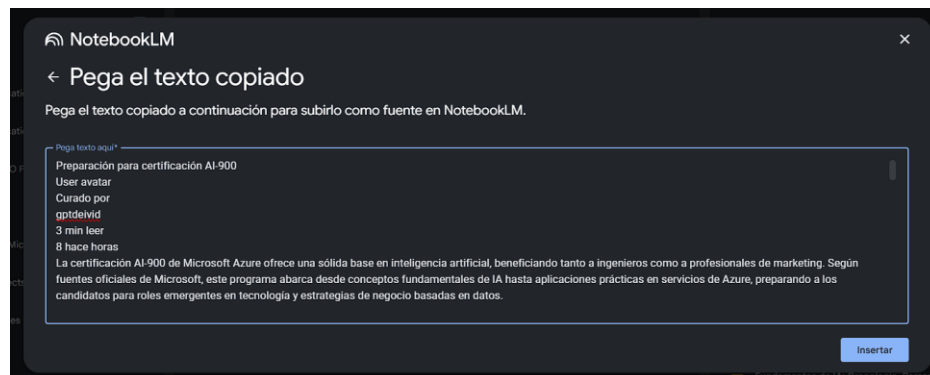 NotebookLM
Pega el texto copiado
Pega el texto copiado a continuación para subirlo como fuente en NotebookLM.
Pega texto aquí*
Preparación para certificación AI-900
User avatar
Curado por
gptdeivid
3 min leer
8 hace horas
La certificación AI-900 de Microsoft Azure ofrece una sólida base en inteligencia artificial, beneficiando tanto a ingenieros como a profesionales de marketing. Según
fuentes oficiales de Microsoft, este programa abarca desde conceptos fundamentales de IA hasta aplicaciones prácticas en servicios de Azure, preparando a los
candidatos para roles emergentes en tecnología y estrategias de negocio basadas en datos.
Insertar